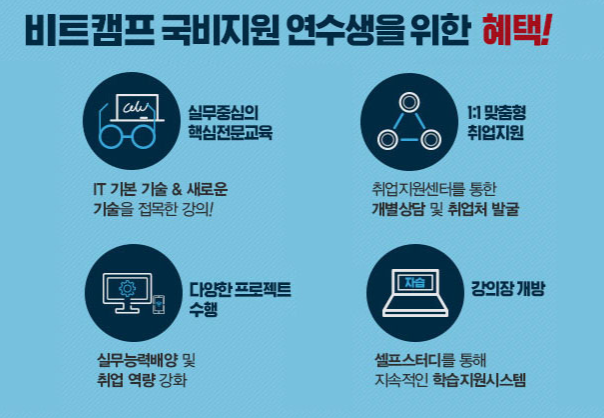 비트캠프 국비지원 연수생을 위한 혜택!
실무중심의
핵심전문교육
IT 기본 기술 & 새로운
기술을 접목한 강의!
1:1 맞춤형
취업지원
취업지원센터를 통한
개별상담 및 취업처 발굴
다양한 프로젝트
수행
실무능력배양 및
취업 역량 강화
자습
강의장 개방
셀프스터디를 통해
지속적인 학습지원시스템